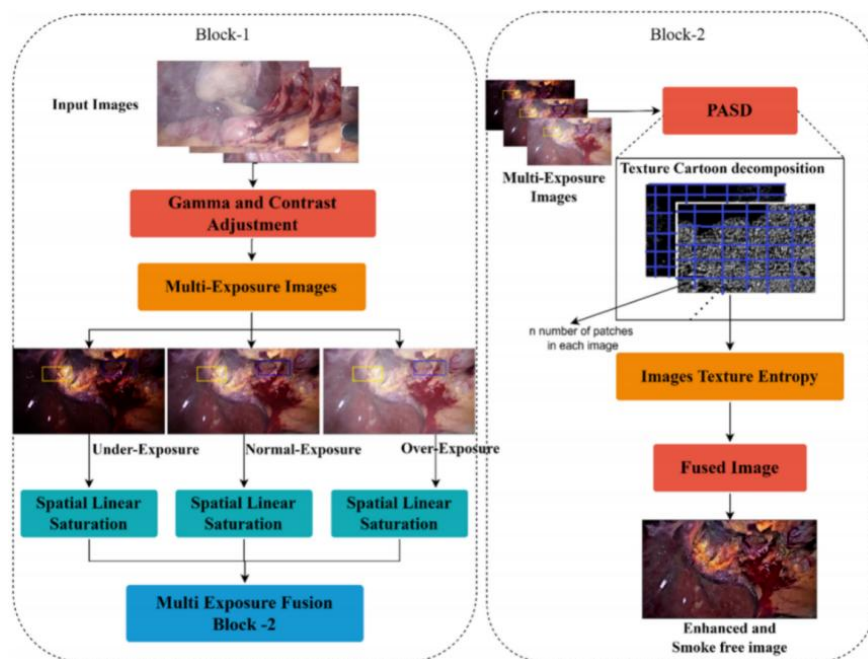 Block-1
Input Images
Gamma and Contrast
Adjustment
Multi-Exposure Images
Under-Exposure
Normal-Exposure
Over-Exposure
Spatial Linear
Saturation
Spatial Linear
Saturation
Spatial Linear
Saturation
Multi Exposure Fusion
Block -2
Block-2
PASD
Multi-Exposure
Images
Texture Cartoon decomposition
n number of patches
in each image
Images Texture Entropy
Fused Image
Enhanced and
Smoke free image